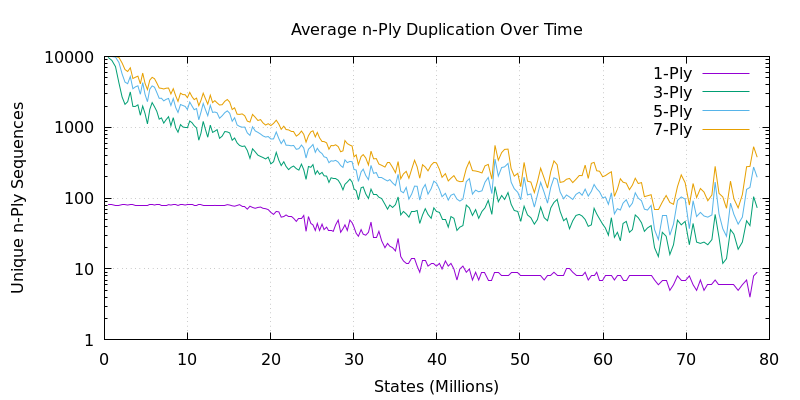 Average n-Ply Duplication Over Time
Unique n-Ply Sequences
10000
1000
100
10
1
1-Ply
3-Ply
5-Ply
7-Ply
0 10 20 30 40 50 60 70 80
States (Millions)